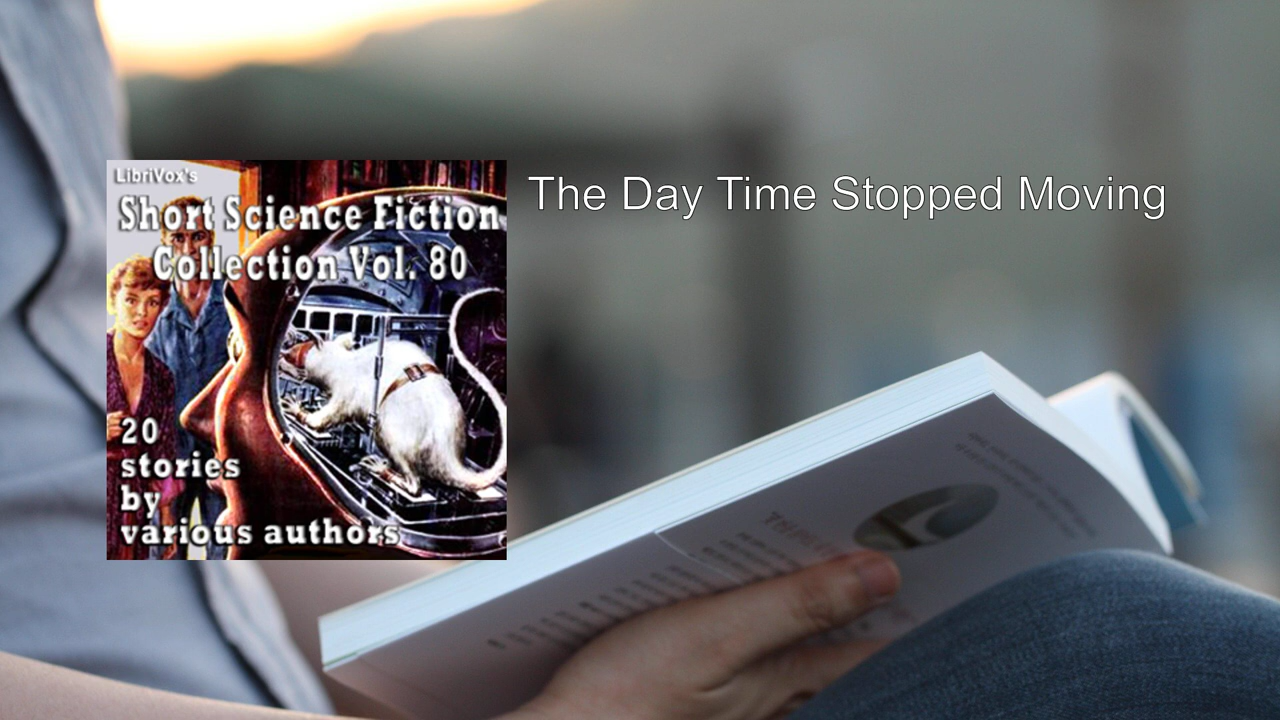 LibriVox's
Short Science Fiction
Collection Vol. 80
20
stories
by
various authors
The Day Time Stopped Moving